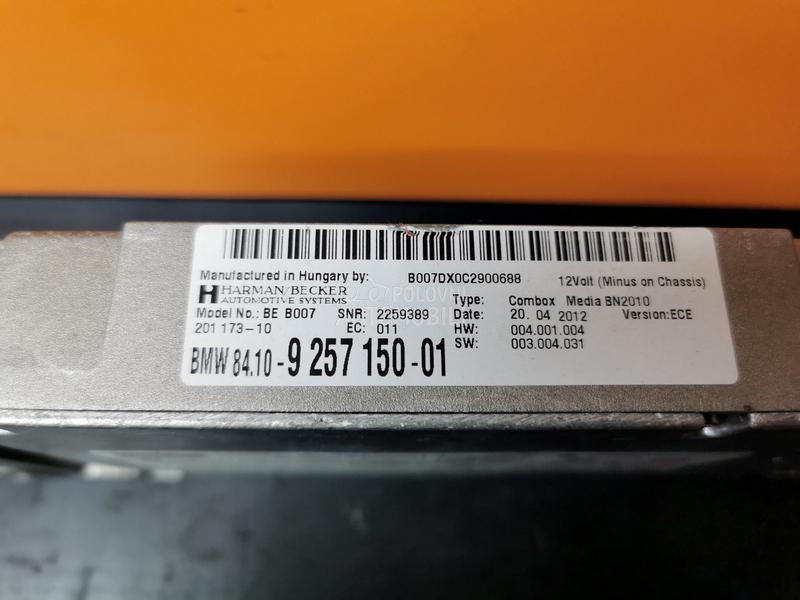 Manufactured in Hungary by: B007DX0C2900688 12Volt (Minus on Chassis)
HARMAN/BECKER
AUTOMOTIVE SYSTEMS
Type: Combox Media BN2010
Model No.: BE B007 SNR: 2259389 Date: 20. 04 2012 Version:ECE
201 173-10 EC: 011 HW: 004.001.004
SW: 003.004.031
BMW 84.10-9 257 150-01
POLOVNI